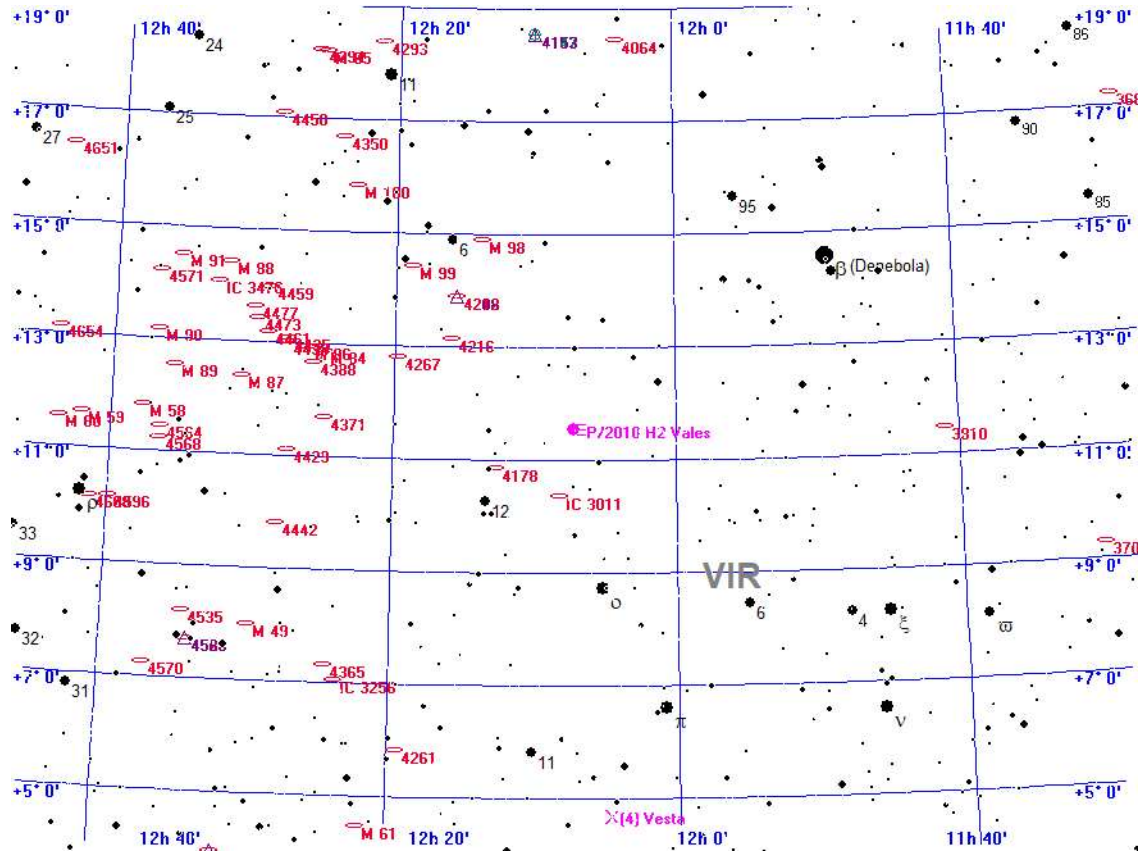 +19° 0'
12h 40'
24
12h 20'
4293
12h 0'
4064
+19° 0'
86
11
25
4450
+17° 0'
27
4651
4350
90
+17° 0'
M 100
95
85
+15° 0'
6
M 98
+15° 0'
M 91
M 88
M 99
β (Denebola)
4571
IC 3476
4459
4477
4473
4654
M 90
4216
+13° 0'
M 84
4388
4267
+13° 0'
M 89
M 87
M 58
M 59
M 60
4371
P/2010 H2 Vales
4564
4568
4429
3810
+11° 0'
4178
+11° 0'
ρ
12
IC 3011
33
4442
370
+9° 0'
VIR
+9° 0'
ο
6
4
ξ
ϖ
4535
M 49
32
4570
4365
IC 3256
+7° 0'
31
+7° 0'
π
ν
4261
11
+5° 0'
(4) Vesta
+5° 0'
M 61
12h 40'
12h 20'
12h 0'
11h 40'